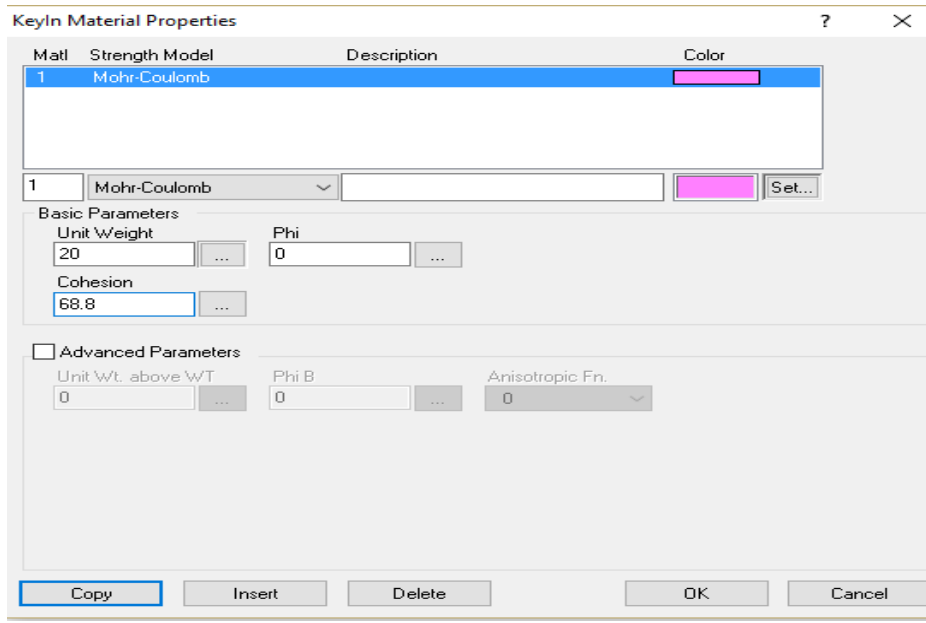 KeyIn Material Properties ? ×
Matl Strength Model Description Color
1 Mohr-Coulomb
1 Mohr-Coulomb Set...
Basic Parameters
Unit Weight Phi
20 ... 0 ...
Cohesion
68.8 ...
Advanced Parameters
Unit Wt. above WT Phi B Anisotropic Fn.
0 ... 0 ... 0
Copy Insert Delete OK Cancel